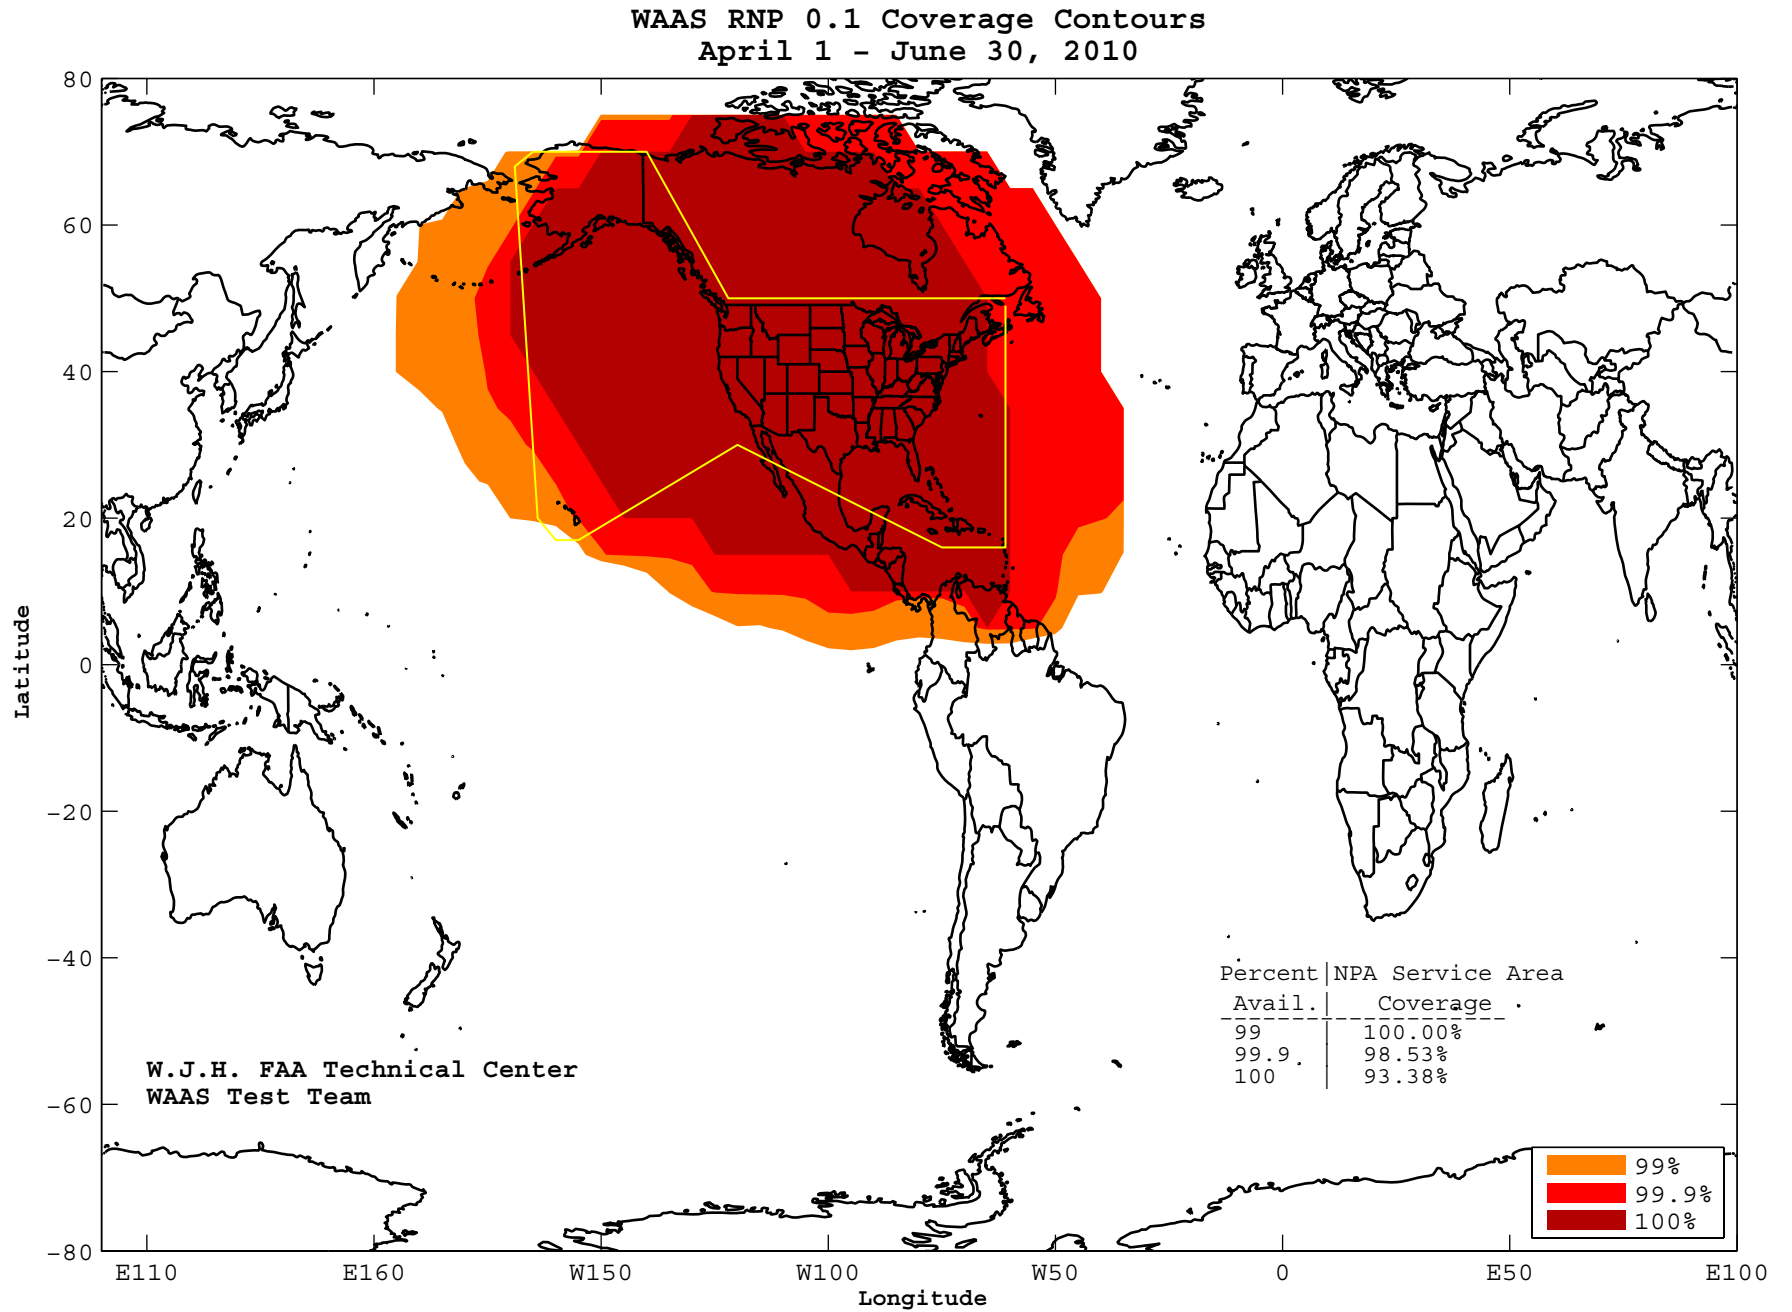 WAAS RNP 0.1 Coverage Contours
April 1 - June 30, 2010
80
60
40
20
0
-20
-40
-60
-80
Latitude
E110 E160 W150 W100 W50 0 E50 E100
Longitude
W.J.H. FAA Technical Center
WAAS Test Team
Percent|NPA Service Area
Avail.| Coverage
99 | 100.00%
99.9 | 98.53%
100 | 93.38%
99%
99.9%
100%